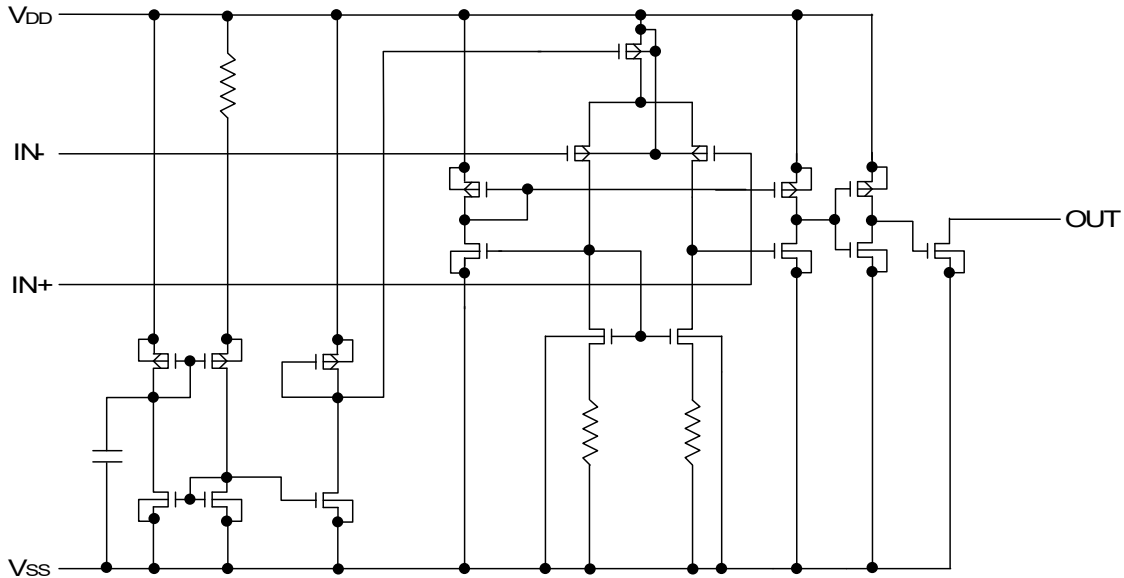 VDD
IN-
OUT
IN+
VSS